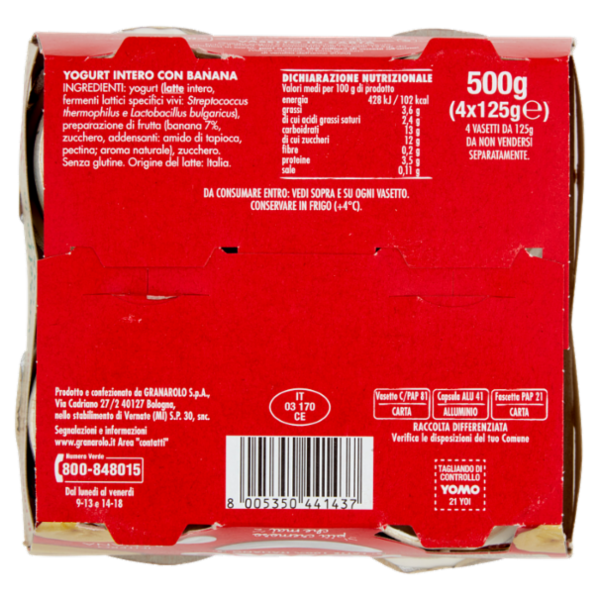 YOGURT INTERO CON BANANA
INGREDIENTI: yogurt (latte intero,
fermenti lattici specifici vivi: Streptococcus
thermophilus e Lactobacillus bulgaricus),
preparazione di frutta (banana 7%,
zucchero, addensanti: amido di tapioca,
pectina; aroma naturale), zucchero.
Senza glutine. Origine del latte: Italia.
DICHIARAZIONE NUTRIZIONALE
Valori medi per 100 g di prodotto
energia 428 kJ / 102 kcal
grassi 3,6 g
di cui acidi grassi saturi 2,4 g
carboidrati 13 g
di cui zuccheri 12 g
fibre 0,2 g
proteine 3,5 g
sale 0,11 g
500g
(4x125g℮)
4 VASETTI DA 125g
DA NON VENDERSI
SEPARATAMENTE.
DA CONSUMARE ENTRO: VEDI SOPRA E SU OGNI VASETTO.
CONSERVARE IN FRIGO (+4°C).
Prodotto e confezionato da GRANAROLO S.p.A.,
Via Cadriano 27/2 40127 Bologna,
nello stabilimento di Vernate (MI) S.P. 30, snc.
Segnalazioni e informazioni
www.granarolo.it Area "contatti"
Numero Verde
800-848015
Dal lunedì al venerdì
9-13 e 14-18
IT
03 170
CE
8 005350 441437
Vasetto C/PAP 81
CARTA
Capsula ALU 41
ALLUMINIO
Fascetta PAP 21
CARTA
RACCOLTA DIFFERENZIATA
Verifica le disposizioni del tuo Comune
TAGLIANDO DI
CONTROLLO
YOMO
21 YOI
più cremoso
che mai